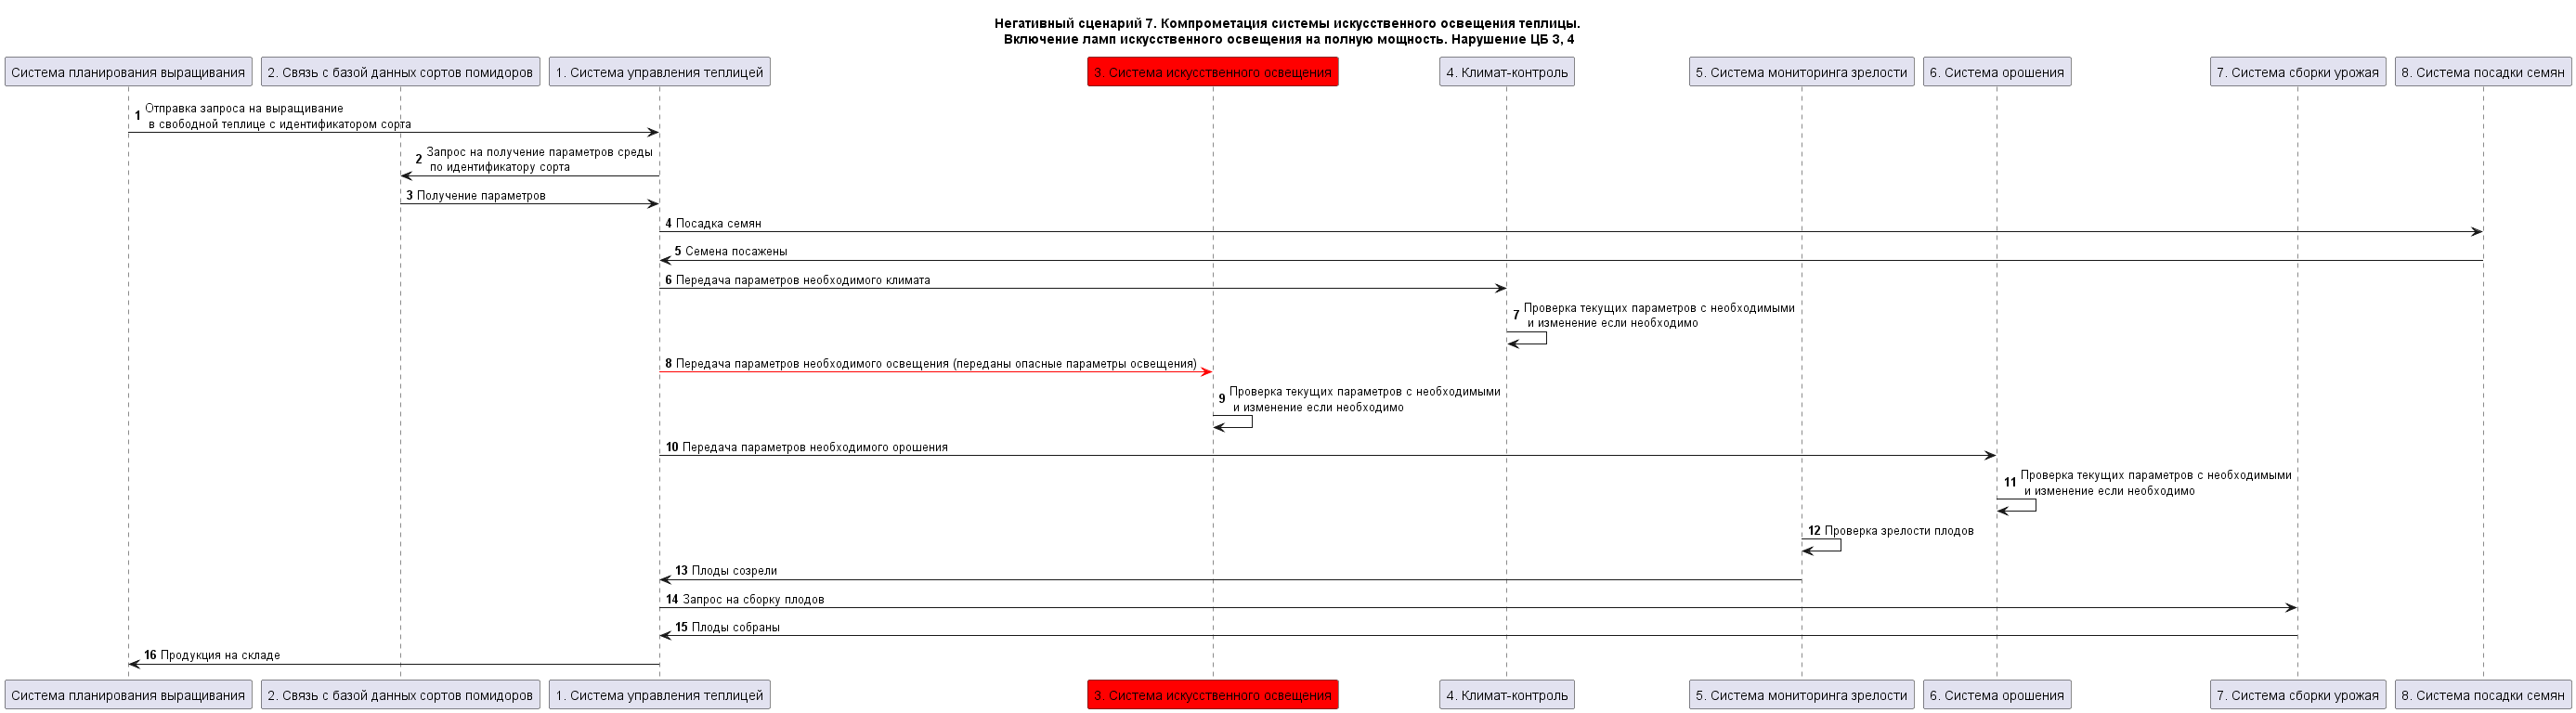 Негативный сценарий 7. Компрометация системы искусственного освещения теплицы.
Включение ламп искусственного освещения на полную мощность. Нарушение ЦБ 3, 4
Система планирования выращивания
2. Связь с базой данных сортов помидоров
1. Система управления теплицей
3. Система искусственного освещения
4. Климат-контроль
5. Система мониторинга зрелости
6. Система орошения
7. Система сборки урожая
8. Система посадки семян
1 Отправка запроса на выращивание
в свободной теплице с идентификатором сорта
2 Запрос на получение параметров среды
по идентификатору сорта
3 Получение параметров
4 Посадка семян
5 Семена посажены
6 Передача параметров необходимого климата
7 Проверка текущих параметров с необходимыми
и изменение если необходимо
8 Передача параметров необходимого освещения (переданы опасные параметры освещения)
9 Проверка текущих параметров с необходимыми
и изменение если необходимо
10 Передача параметров необходимого орошения
11 Проверка текущих параметров с необходимыми
и изменение если необходимо
12 Проверка зрелости плодов
13 Плоды созрели
14 Запрос на сборку плодов
15 Плоды собраны
16 Продукция на складе
Система планирования выращивания
2. Связь с базой данных сортов помидоров
1. Система управления теплицей
3. Система искусственного освещения
4. Климат-контроль
5. Система мониторинга зрелости
6. Система орошения
7. Система сборки урожая
8. Система посадки семян